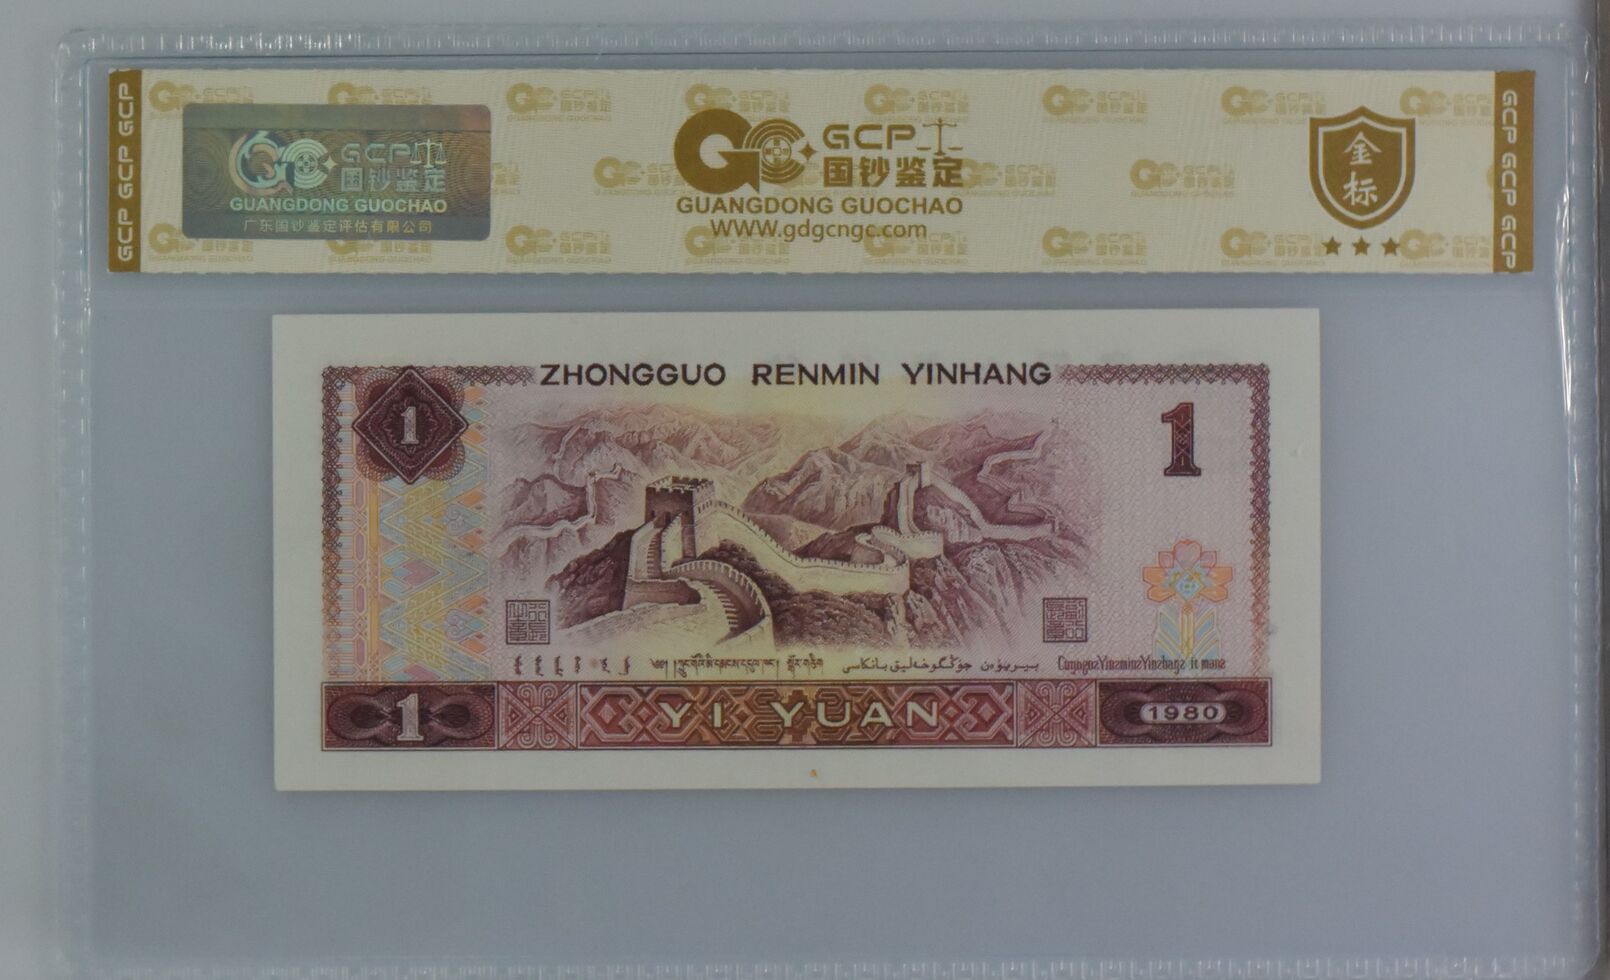 GCP GCP GCP
GCP 国钞鉴定
GUANGDONG GUOCHAO
广东国钞鉴定评估有限公司
GCP
国钞鉴定
GUANGDONG GUOCHAO
WWW.gdgcngc.com
金标
GCP GCP GCP
ZHONGGUO RENMIN YINHANG
1
1
YI YUAN
1
1980